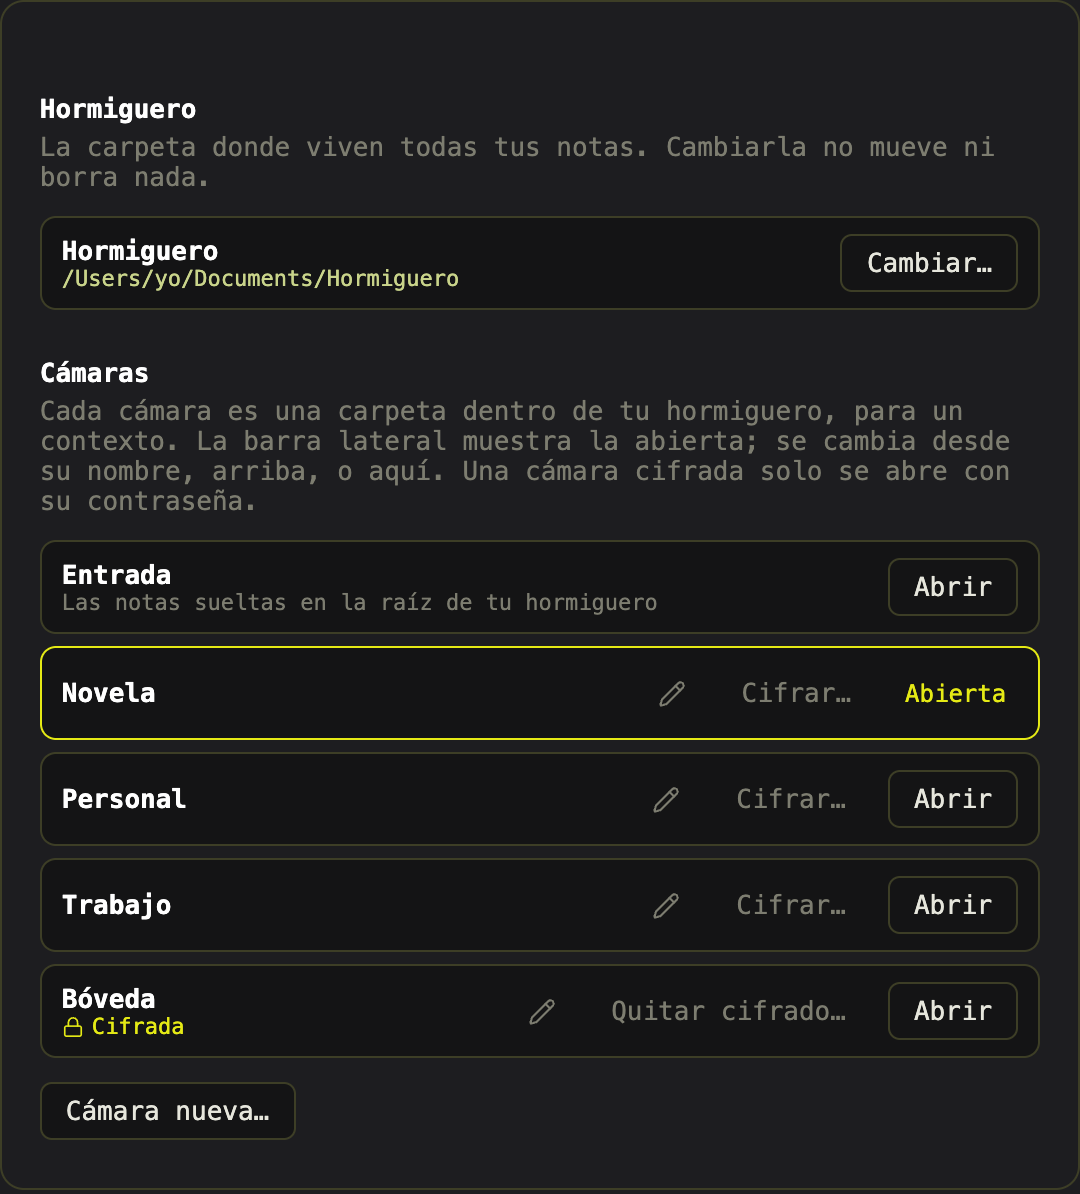 Hormiguero
La carpeta donde viven todas tus notas. Cambiarla no mueve ni
borra nada.
Hormiguero
/Users/yo/Documents/Hormiguero
Cambiar…
Cámaras
Cada cámara es una carpeta dentro de tu hormiguero, para un
contexto. La barra lateral muestra la abierta; se cambia desde
su nombre, arriba, o aquí. Una cámara cifrada solo se abre con
su contraseña.
Entrada
Las notas sueltas en la raíz de tu hormiguero
Abrir
Novela
Cifrar…
Abierta
Personal
Cifrar…
Abrir
Trabajo
Cifrar…
Abrir
Bóveda
Cifrada
Quitar cifrado…
Abrir
Cámara nueva…